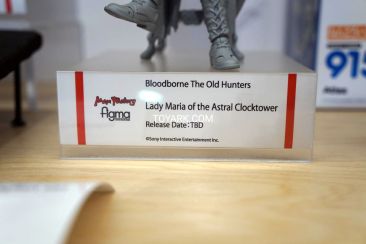 Bloodborne The Old Hunters
Max Factory
figma
Lady Maria of the Astral Clocktower
TOYARK.COM
Release Date:TBD
©Sony Interactive Entertainment Inc.
915